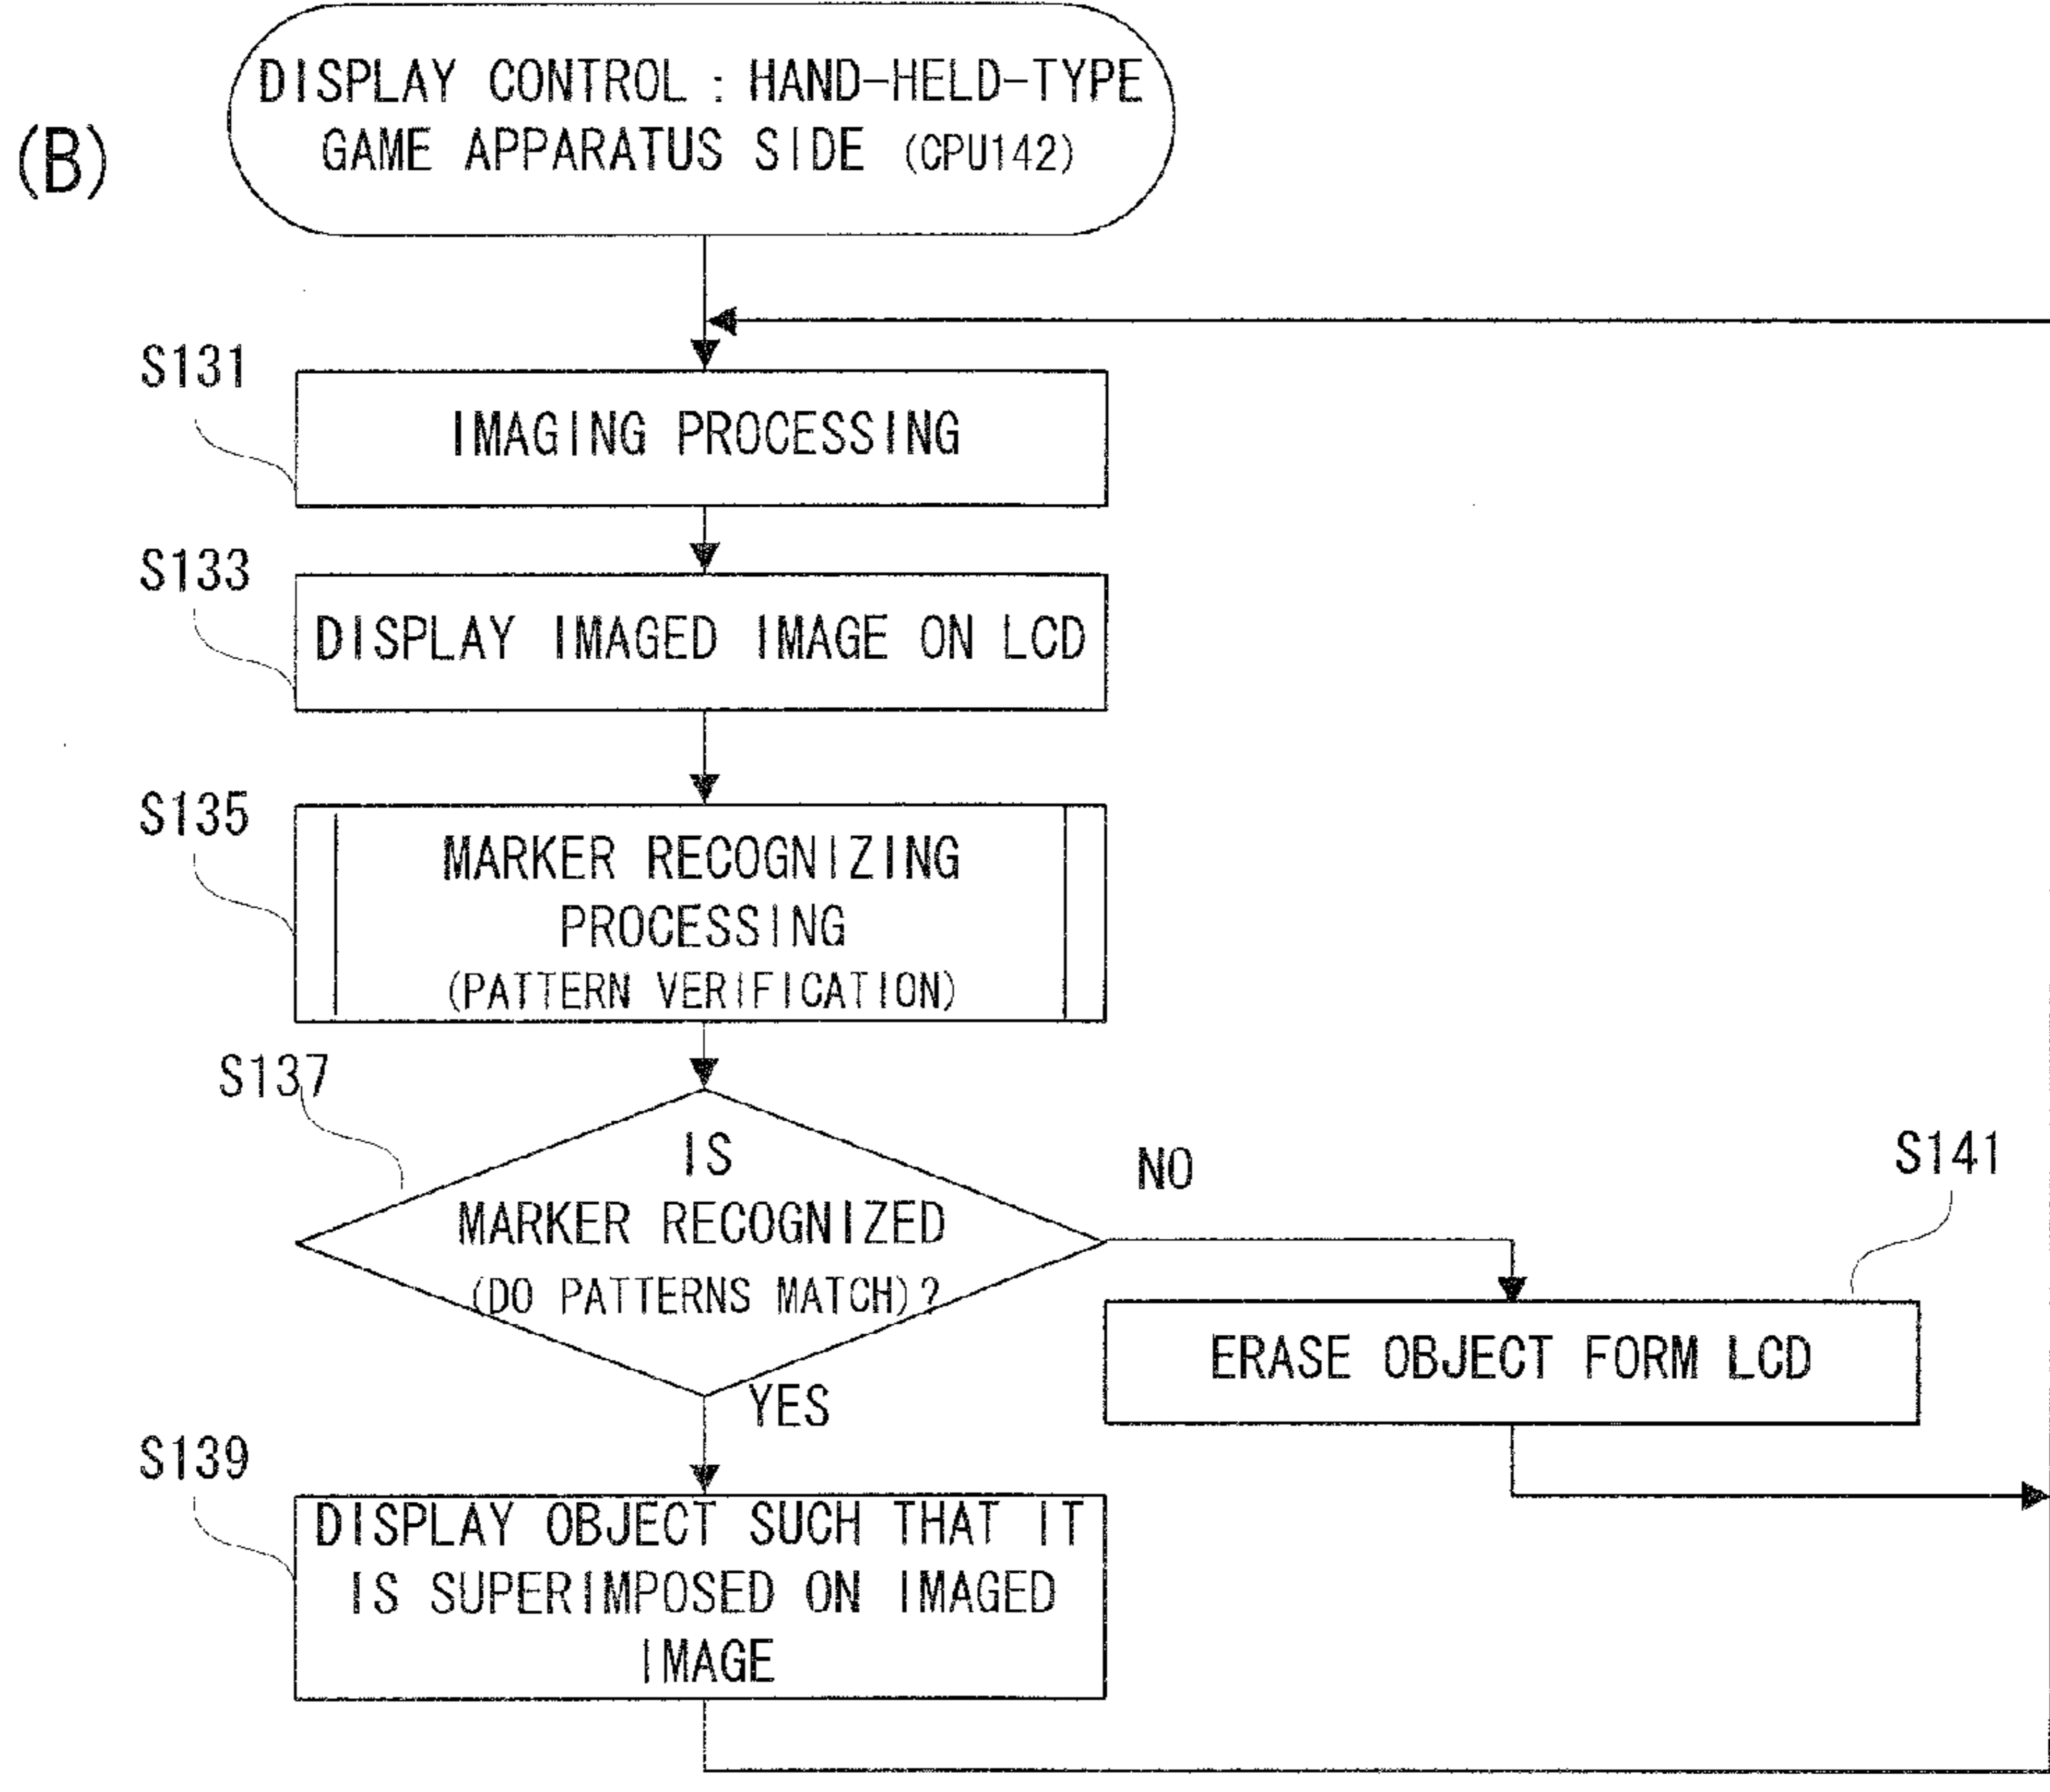 (B)
DISPLAY CONTROL : HAND-HELD-TYPE
GAME APPARATUS SIDE (CPU142)
S131
IMAGING PROCESSING
S133
DISPLAY IMAGED IMAGE ON LCD
S135
MARKER RECOGNIZING
PROCESSING
(PATTERN VERIFICATION)
S137
IS
MARKER RECOGNIZED
(DO PATTERNS MATCH)?
NO
S141
ERASE OBJECT FORM LCD
YES
S139
DISPLAY OBJECT SUCH THAT IT
IS SUPERIMPOSED ON IMAGED
IMAGE